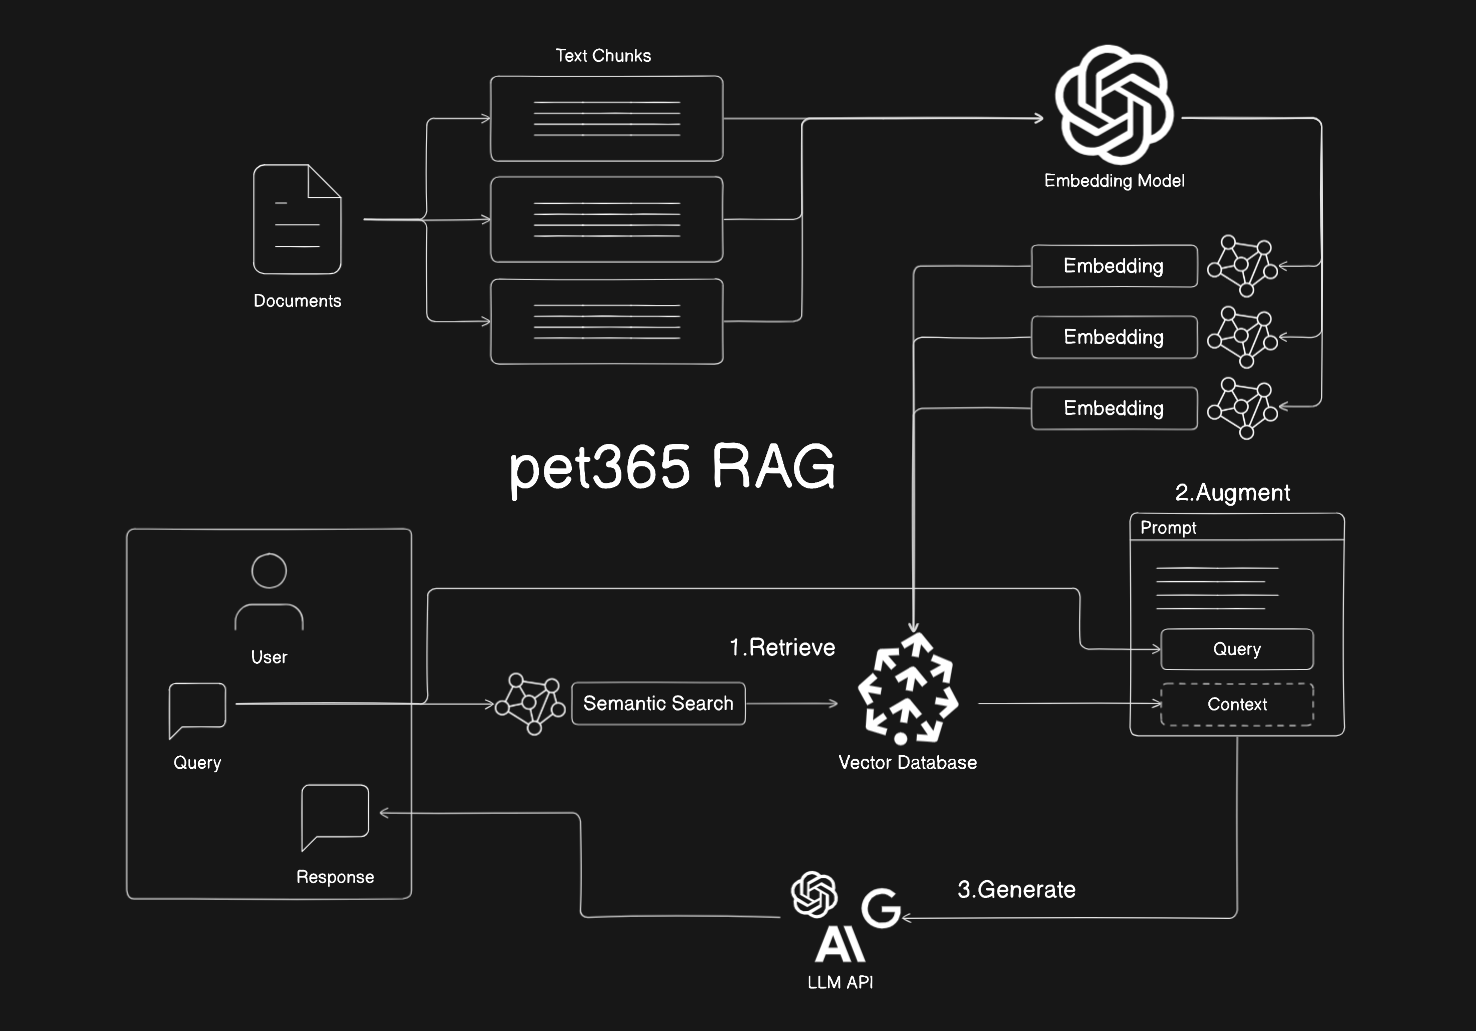 Text Chunks
Embedding Model
Documents
Embedding
Embedding
Embedding
pet365 RAG
2.Augment
Prompt
User
1.Retrieve
Query
Semantic Search
Context
Query
Vector Database
Response
3.Generate
G
AI
LLM API